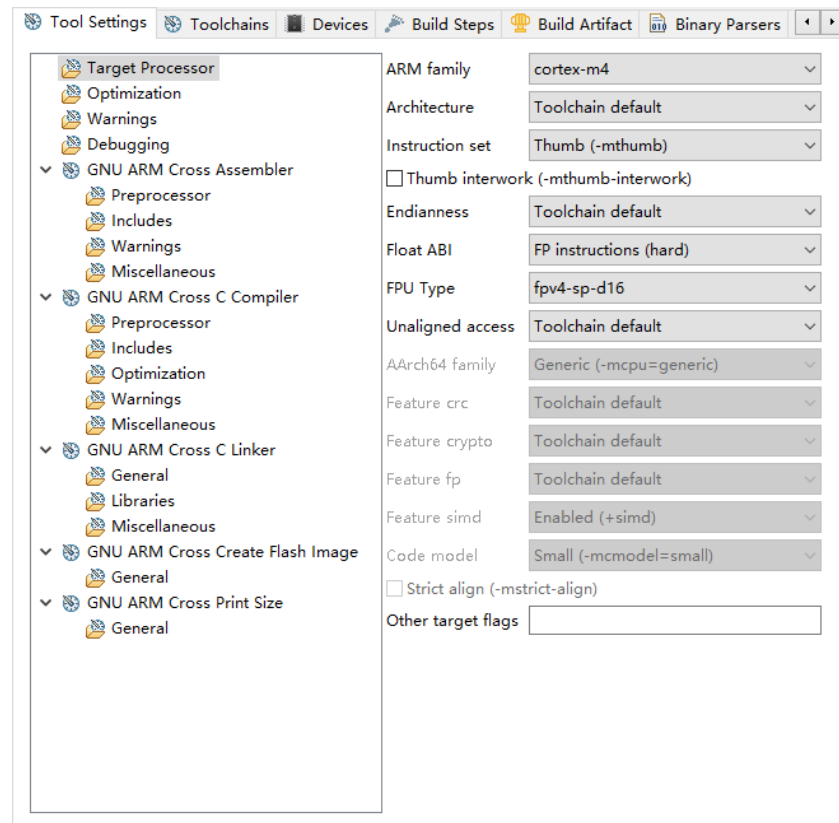 Tool Settings Toolchains Devices Build Steps Build Artifact Binary Parsers
Target Processor
Optimization
Warnings
Debugging
GNU ARM Cross Assembler
Preprocessor
Includes
Warnings
Miscellaneous
GNU ARM Cross C Compiler
Preprocessor
Includes
Optimization
Warnings
Miscellaneous
GNU ARM Cross C Linker
General
Libraries
Miscellaneous
GNU ARM Cross Create Flash Image
General
GNU ARM Cross Print Size
General
ARM family cortex-m4
Architecture Toolchain default
Instruction set Thumb (-mthumb)
Thumb interwork (-mthumb-interwork)
Endianness Toolchain default
Float ABI FP instructions (hard)
FPU Type fpv4-sp-d16
Unaligned access Toolchain default
AArch64 family Generic (-mcpu=generic)
Feature crc Toolchain default
Feature crypto Toolchain default
Feature fp Toolchain default
Feature simd Enabled (+simd)
Code model Small (-mcmodel=small)
Strict align (-mstrict-align)
Other target flags